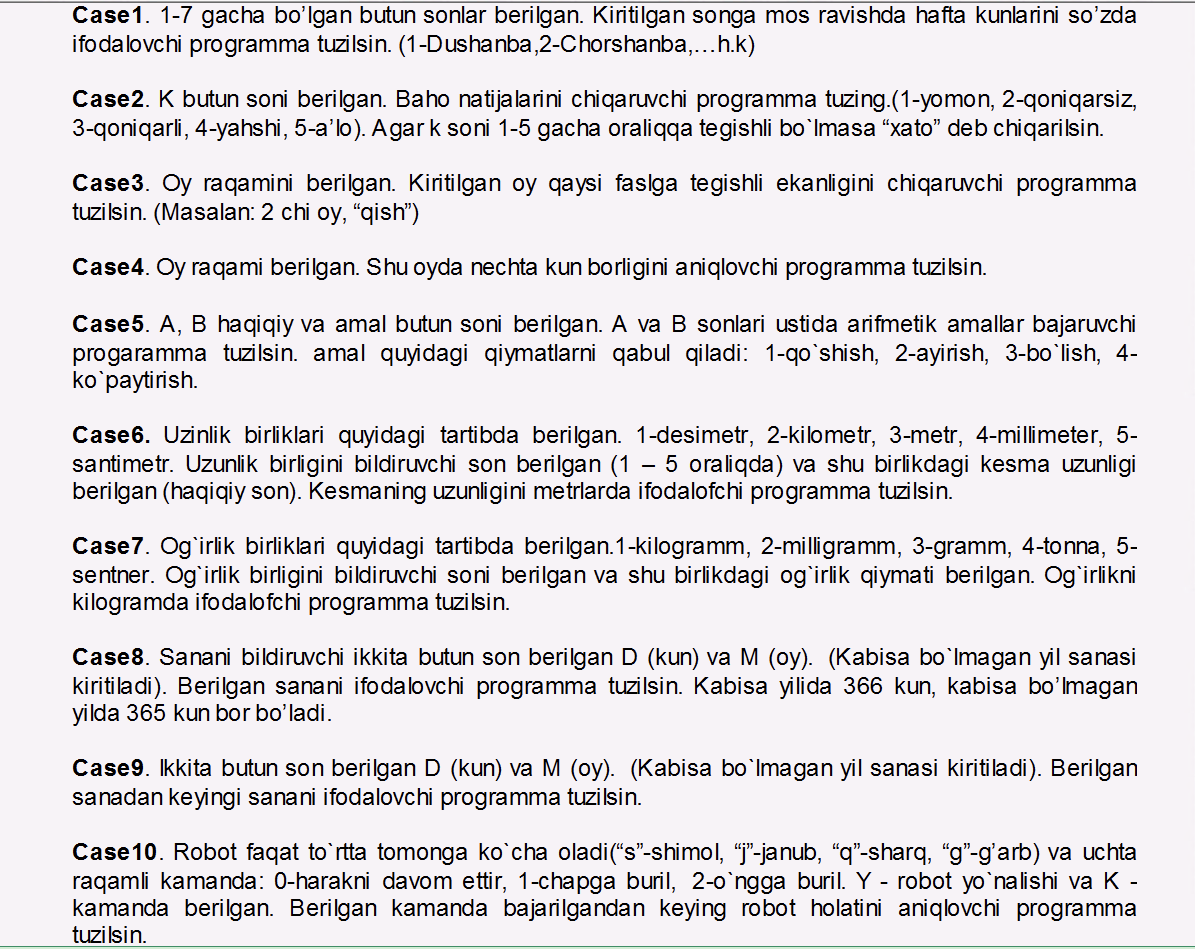 Case1. 1-7 gacha bo’lgan butun sonlar berilgan. Kiritilgan songa mos ravishda hafta kunlarini so’zda
ifodalovchi programma tuzilsin. (1-Dushanba,2-Chorshanba,…h.k)
Case2. K butun soni berilgan. Baho natijalarini chiqaruvchi programma tuzing.(1-yomon, 2-qoniqarsiz,
3-qoniqarli, 4-yahshi, 5-a’lo). Agar k soni 1-5 gacha oraliqqa tegishli bo`lmasa “xato” deb chiqarilsin.
Case3. Oy raqamini berilgan. Kiritilgan oy qaysi faslga tegishli ekanligini chiqaruvchi programma
tuzilsin. (Masalan: 2 chi oy, “qish”)
Case4. Oy raqami berilgan. Shu oyda nechta kun borligini aniqlovchi programma tuzilsin.
Case5. A, B haqiqiy va amal butun soni berilgan. A va B sonlari ustida arifmetik amallar bajaruvchi
progaramma tuzilsin. amal quyidagi qiymatlarni qabul qiladi: 1-qo`shish, 2-ayirish, 3-bo`lish, 4-
ko`paytirish.
Case6. Uzinlik birliklari quyidagi tartibda berilgan. 1-desimetr, 2-kilometr, 3-metr, 4-millimeter, 5-
santimetr. Uzunlik birligini bildiruvchi son berilgan (1 – 5 oraliqda) va shu birlikdagi kesma uzunligi
berilgan (haqiqiy son). Kesmaning uzunligini metrlarda ifodalofchi programma tuzilsin.
Case7. Og`irlik birliklari quyidagi tartibda berilgan.1-kilogramm, 2-milligramm, 3-gramm, 4-tonna, 5-
sentner. Og`irlik birligini bildiruvchi soni berilgan va shu birlikdagi og`irlik qiymati berilgan. Og`irlikni
kilogramda ifodalofchi programma tuzilsin.
Case8. Sanani bildiruvchi ikkita butun son berilgan D (kun) va M (oy). (Kabisa bo`lmagan yil sanasi
kiritiladi). Berilgan sanani ifodalovchi programma tuzilsin. Kabisa yilida 366 kun, kabisa bo’lmagan
yilda 365 kun bor bo’ladi.
Case9. Ikkita butun son berilgan D (kun) va M (oy). (Kabisa bo`lmagan yil sanasi kiritiladi). Berilgan
sanadan keyingi sanani ifodalovchi programma tuzilsin.
Case10. Robot faqat to`rtta tomonga ko`cha oladi(“s”-shimol, “j”-janub, “q”-sharq, “g”-g’arb) va uchta
raqamli kamanda: 0-harakni davom ettir, 1-chapga buril, 2-o`ngga buril. Y - robot yo`nalishi va K -
kamanda berilgan. Berilgan kamanda bajarilgandan keying robot holatini aniqlovchi programma
tuzilsin.